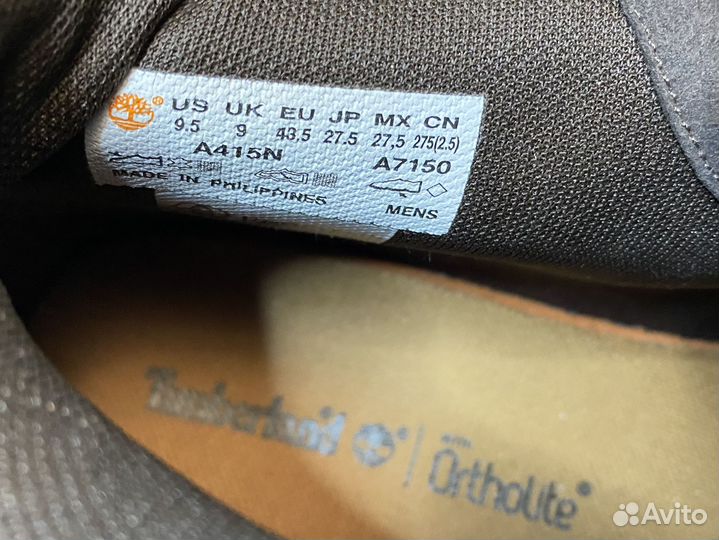 US UK EU JP MX CN
9.5 9 43,5 27.5 27,5 275(2.5)
A415N A7150
MADE IN PHILIPPINES
MENS
Timberland ® | with OrthoLite®
Avito